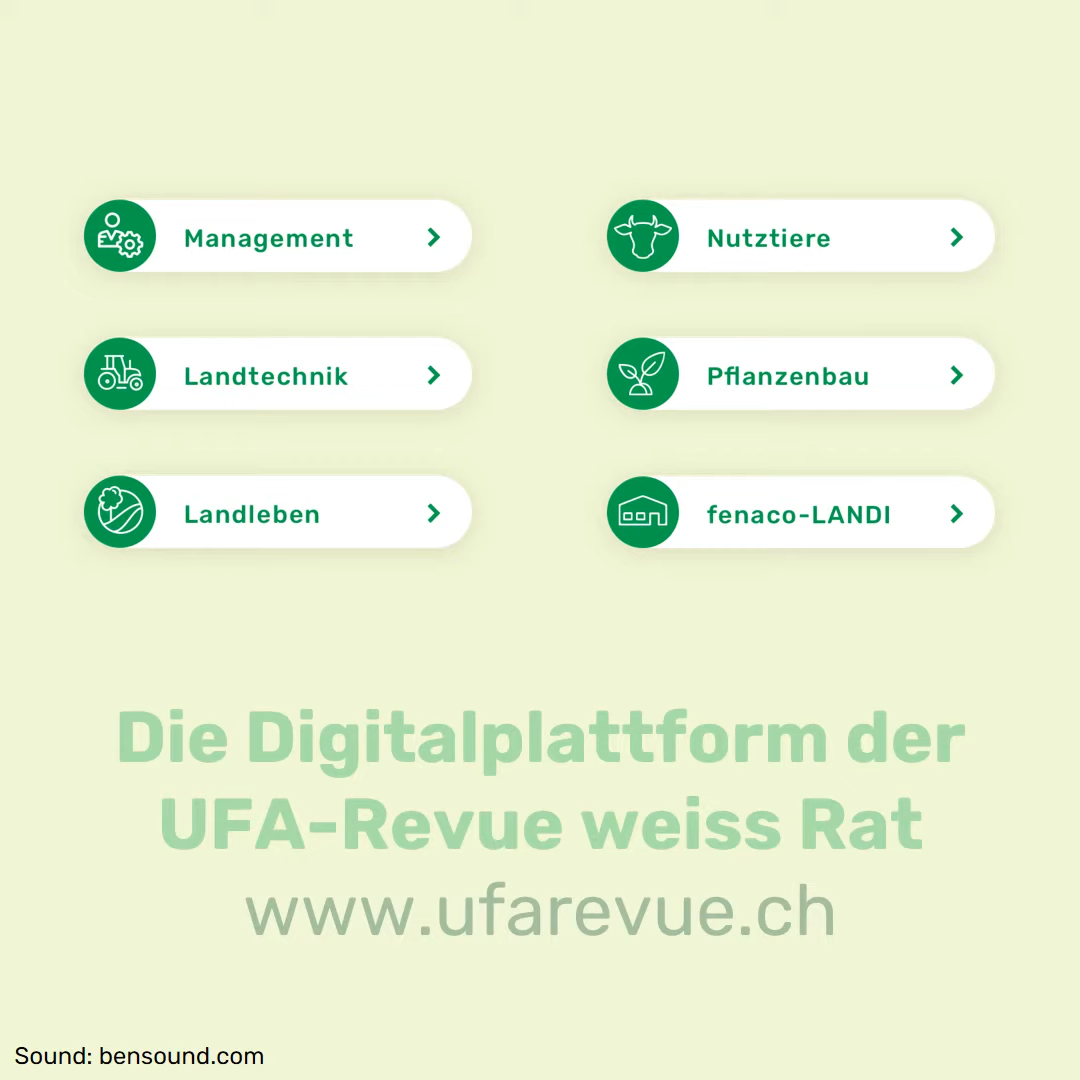 Management
Nutztiere
Landtechnik
Pflanzenbau
Landleben
fenaco-LANDI
Die Digitalplattform der
UFA-Revue weiss Rat
www.ufarevue.ch
Sound: bensound.com